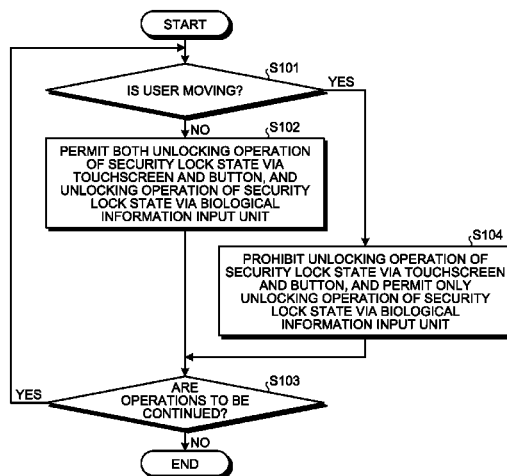 START
S101
IS USER MOVING?
YES
NO
S102
PERMIT BOTH UNLOCKING OPERATION
OF SECURITY LOCK STATE VIA
TOUCHSCREEN AND BUTTON, AND
UNLOCKING OPERATION OF SECURITY
LOCK STATE VIA BIOLOGICAL
INFORMATION INPUT UNIT
S104
PROHIBIT UNLOCKING OPERATION OF
SECURITY LOCK STATE VIA TOUCHSCREEN
AND BUTTON, AND PERMIT ONLY
UNLOCKING OPERATION OF SECURITY
LOCK STATE VIA BIOLOGICAL
INFORMATION INPUT UNIT
S103
ARE
OPERATIONS TO BE
CONTINUED?
YES
NO
END